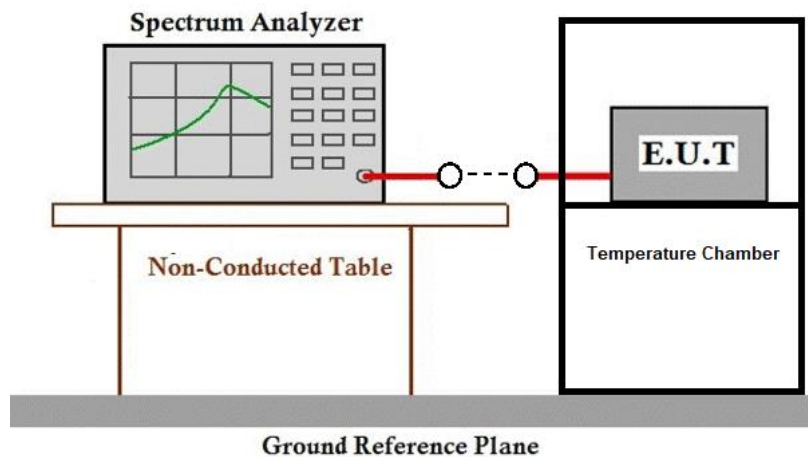 Spectrum Analyzer
E.U.T
Non-Conducted Table
Temperature Chamber
Ground Reference Plane